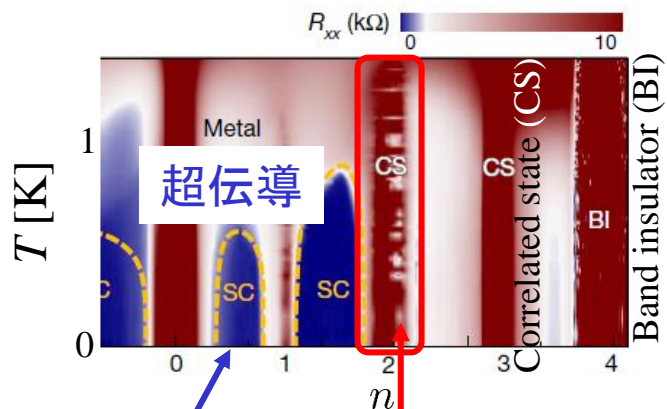 R_xx (kΩ)
0 10
T [K]
1
0
Metal
超伝導
C
SC
SC
CS
CS
BI
Correlated state (CS)
Band insulator (BI)
0 1 2 3 4
n